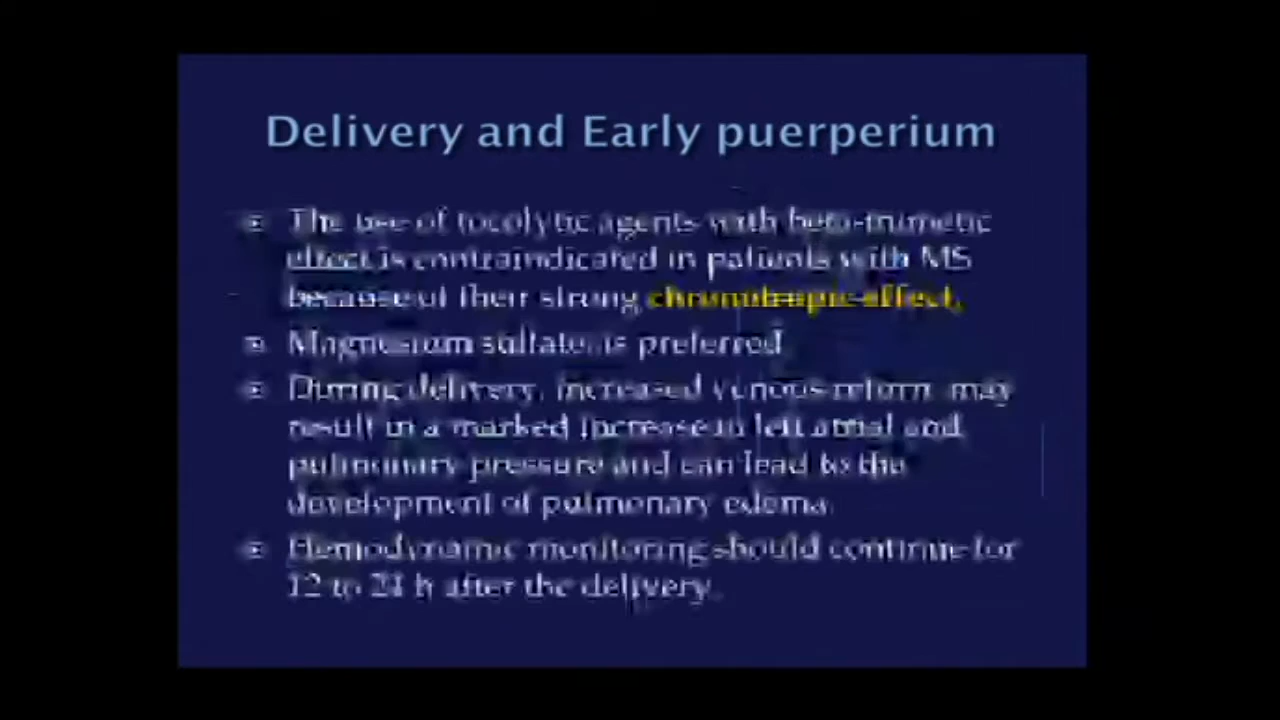 Delivery and Early puerperium
The use of tocolytic agents with beta-mimetic
effect is contraindicated in patients with MS
because of their strong chronotropic effect.
Magnesium sulfate is preferred
During delivery, increased venous return may
result in a marked increase in left atrial and
pulmonary pressure and can lead to the
development of pulmonary edema.
Hemodynamic monitoring should continue for
12 to 24 h after the delivery.